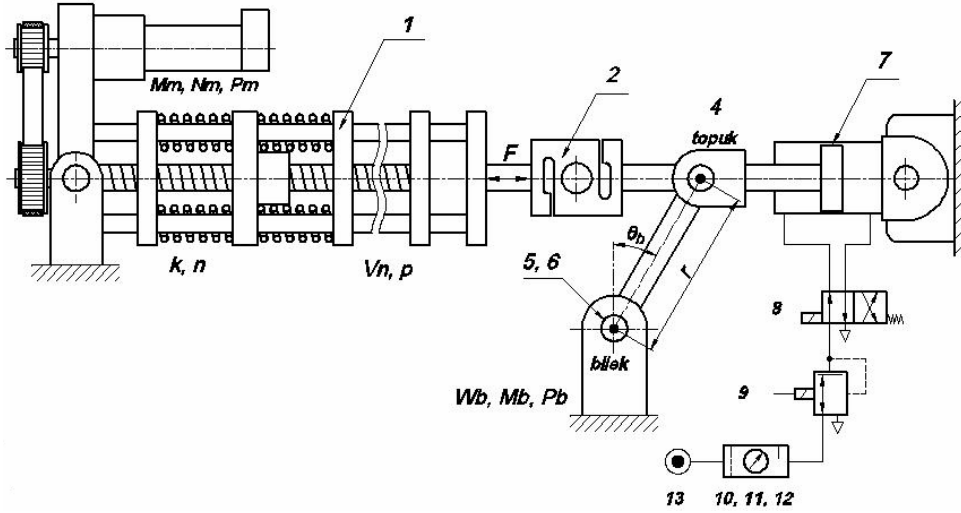 1
7
2
4
Mm, Nm, Pm
topuk
F
θb
5, 6
r
k, n
Vn, p
8
bilek
Wb, Mb, Pb
9
13
10, 11, 12